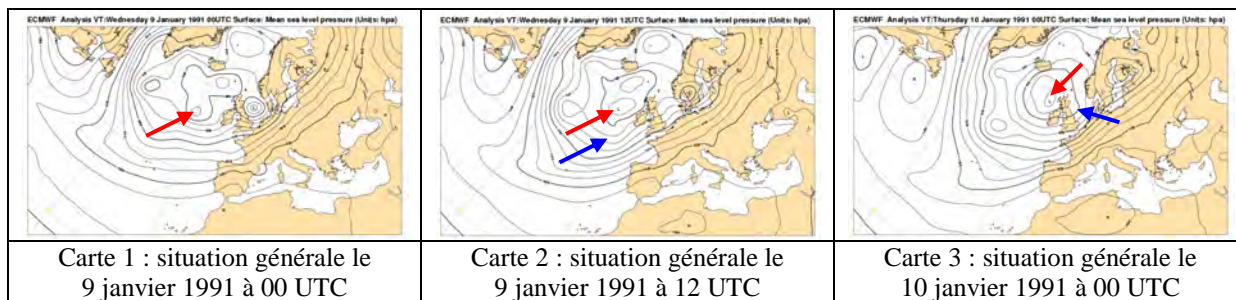 ECMWF Analysis VT:Wednesday 9 January 1991 00UTC Surface: Mean sea level pressure (Units: hpa)
ECMWF Analysis VT:Wednesday 9 January 1991 12UTC Surface: Mean sea level pressure (Units: hpa)
ECMWF Analysis VT:Thursday 10 January 1991 00UTC Surface: Mean sea level pressure (Units: hpa)
Carte 1 : situation générale le
9 janvier 1991 à 00 UTC
Carte 2 : situation générale le
9 janvier 1991 à 12 UTC
Carte 3 : situation générale le
10 janvier 1991 à 00 UTC